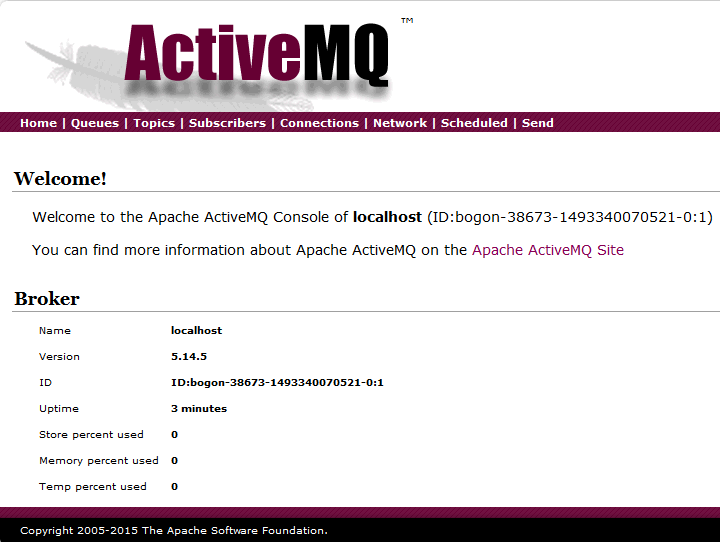 ActiveMQ ™
Home | Queues | Topics | Subscribers | Connections | Network | Scheduled | Send
Welcome!
Welcome to the Apache ActiveMQ Console of localhost (ID:bogon-38673-1493340070521-0:1)
You can find more information about Apache ActiveMQ on the Apache ActiveMQ Site
Broker
Name localhost
Version 5.14.5
ID ID:bogon-38673-1493340070521-0:1
Uptime 3 minutes
Store percent used 0
Memory percent used 0
Temp percent used 0
Copyright 2005-2015 The Apache Software Foundation.